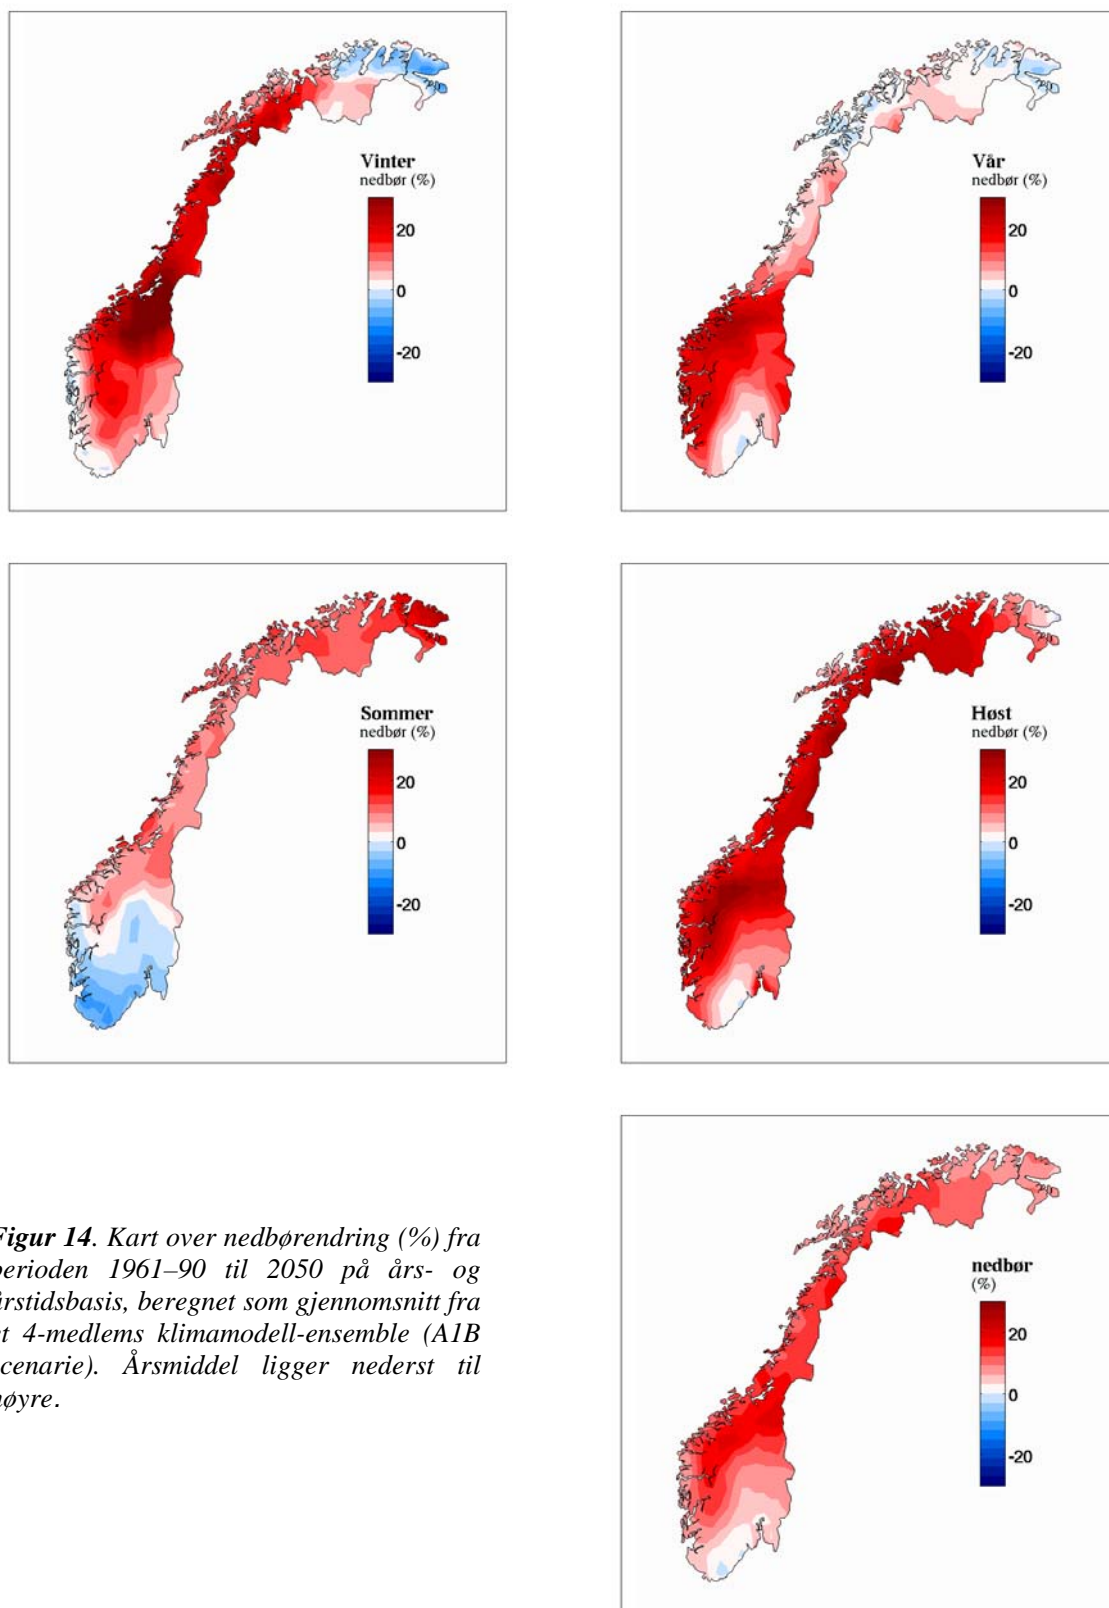 Vinter
nedbør (%)
20
0
-20
Vår
nedbør (%)
20
0
-20
Sommer
nedbør (%)
20
0
-20
Høst
nedbør (%)
20
0
-20
Figur 14. Kart over nedbørendring (%) fra
perioden 1961–90 til 2050 på års- og
årstidsbasis, beregnet som gjennomsnitt fra
et 4-medlems klimamodell-ensemble (A1B
scenarie). Årsmiddel ligger nederst til
høyre.
nedbør
(%)
20
0
-20